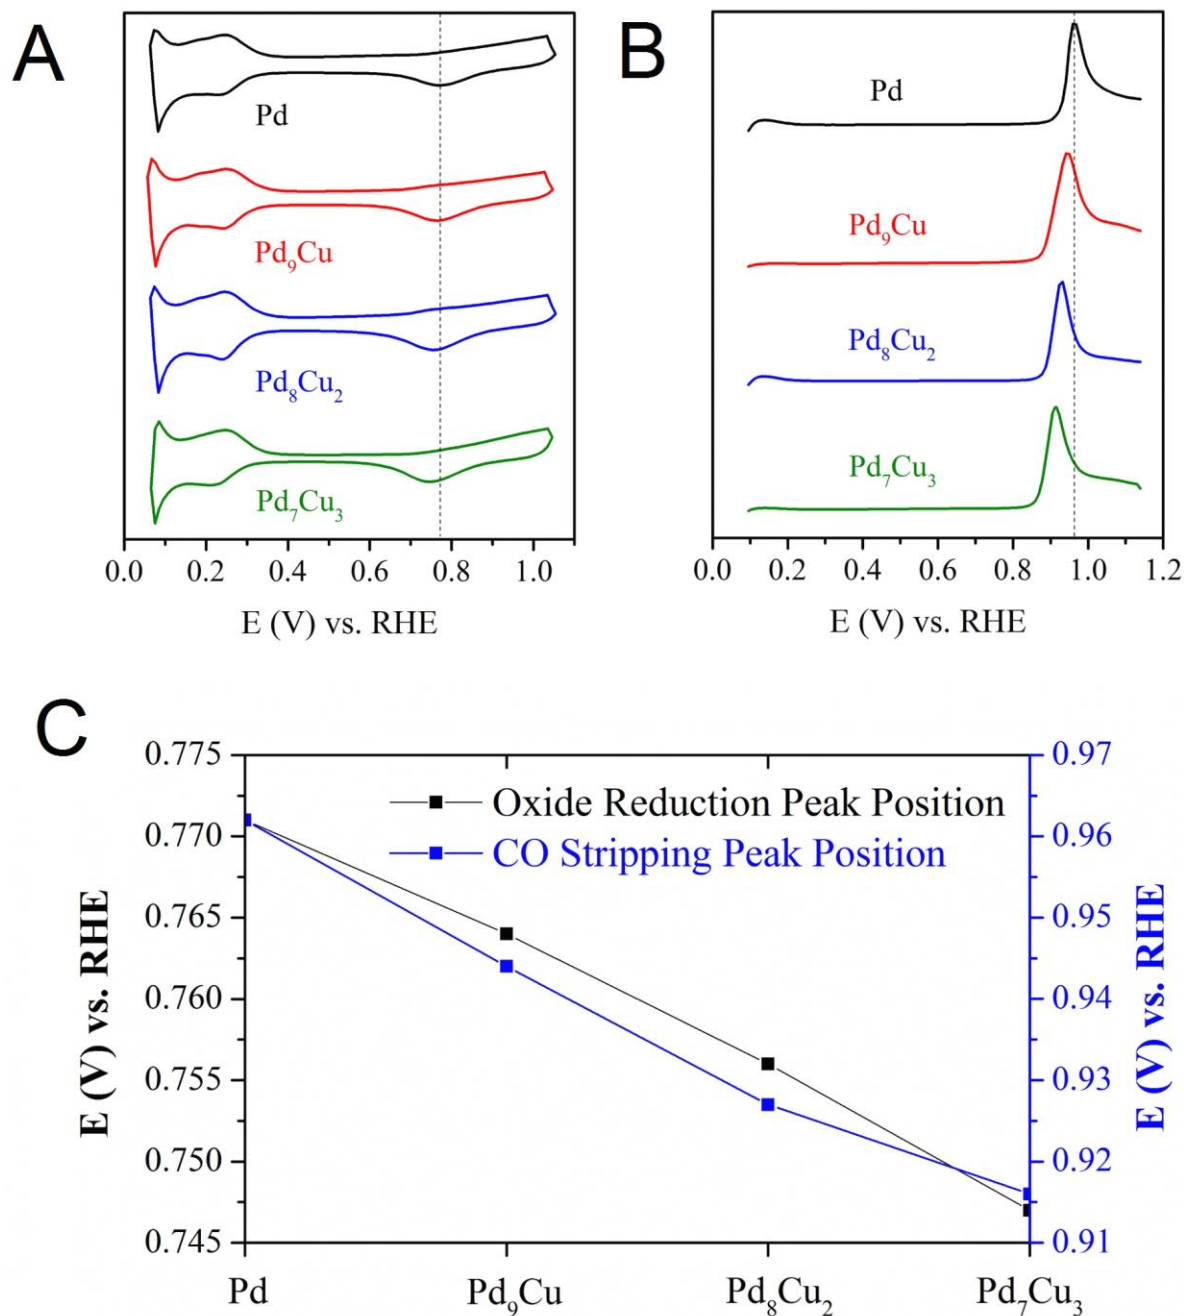 A
Pd
Pd₉Cu
Pd₈Cu₂
Pd₇Cu₃
0.0 0.2 0.4 0.6 0.8 1.0
E (V) vs. RHE
B
Pd
Pd₉Cu
Pd₈Cu₂
Pd₇Cu₃
0.0 0.2 0.4 0.6 0.8 1.0 1.2
E (V) vs. RHE
C
Oxide Reduction Peak Position
CO Stripping Peak Position
0.775
0.770
0.765
0.760
0.755
0.750
0.745
E (V) vs. RHE
0.97
0.96
0.95
0.94
0.93
0.92
0.91
E (V) vs. RHE
Pd Pd₉Cu Pd₈Cu₂ Pd₇Cu₃